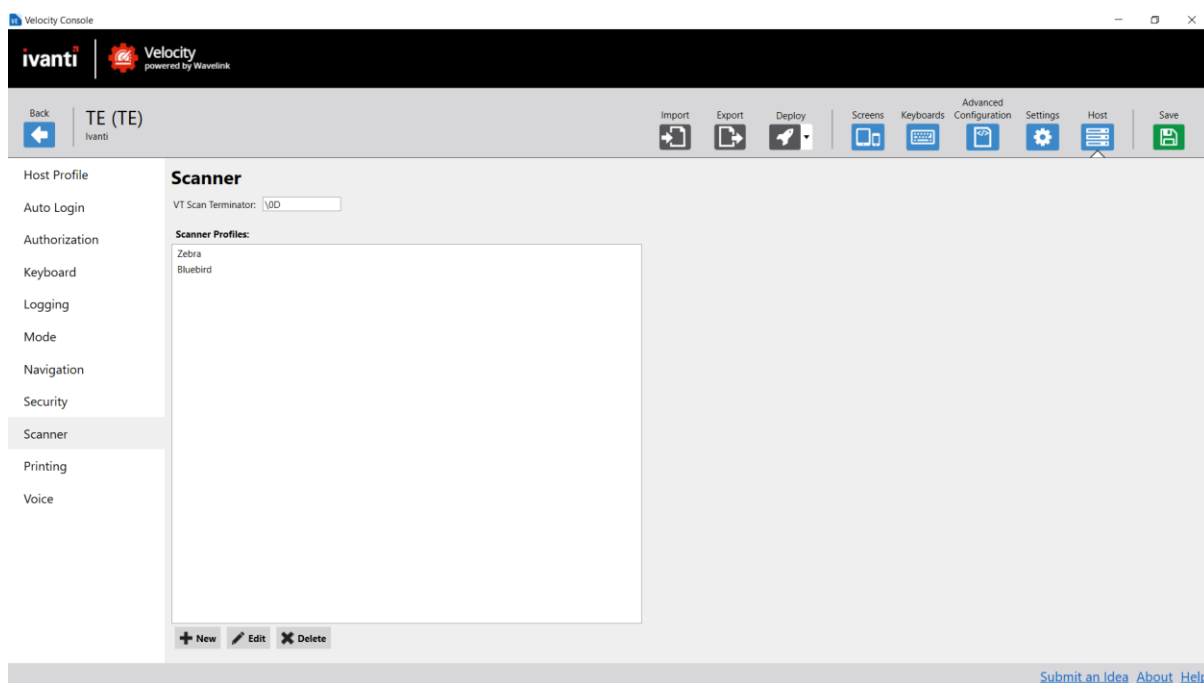 VE Velocity Console
ivanti
Velocity
powered by Wavelink
Back
TE (TE)
Ivanti
Import
Export
Deploy
Screens
Keyboards
Advanced
Configuration
Settings
Host
Save
Host Profile
Auto Login
Authorization
Keyboard
Logging
Mode
Navigation
Security
Scanner
Printing
Voice
Scanner
VT Scan Terminator: \0D
Scanner Profiles:
Zebra
Bluebird
New Edit Delete
Submit an Idea About Help